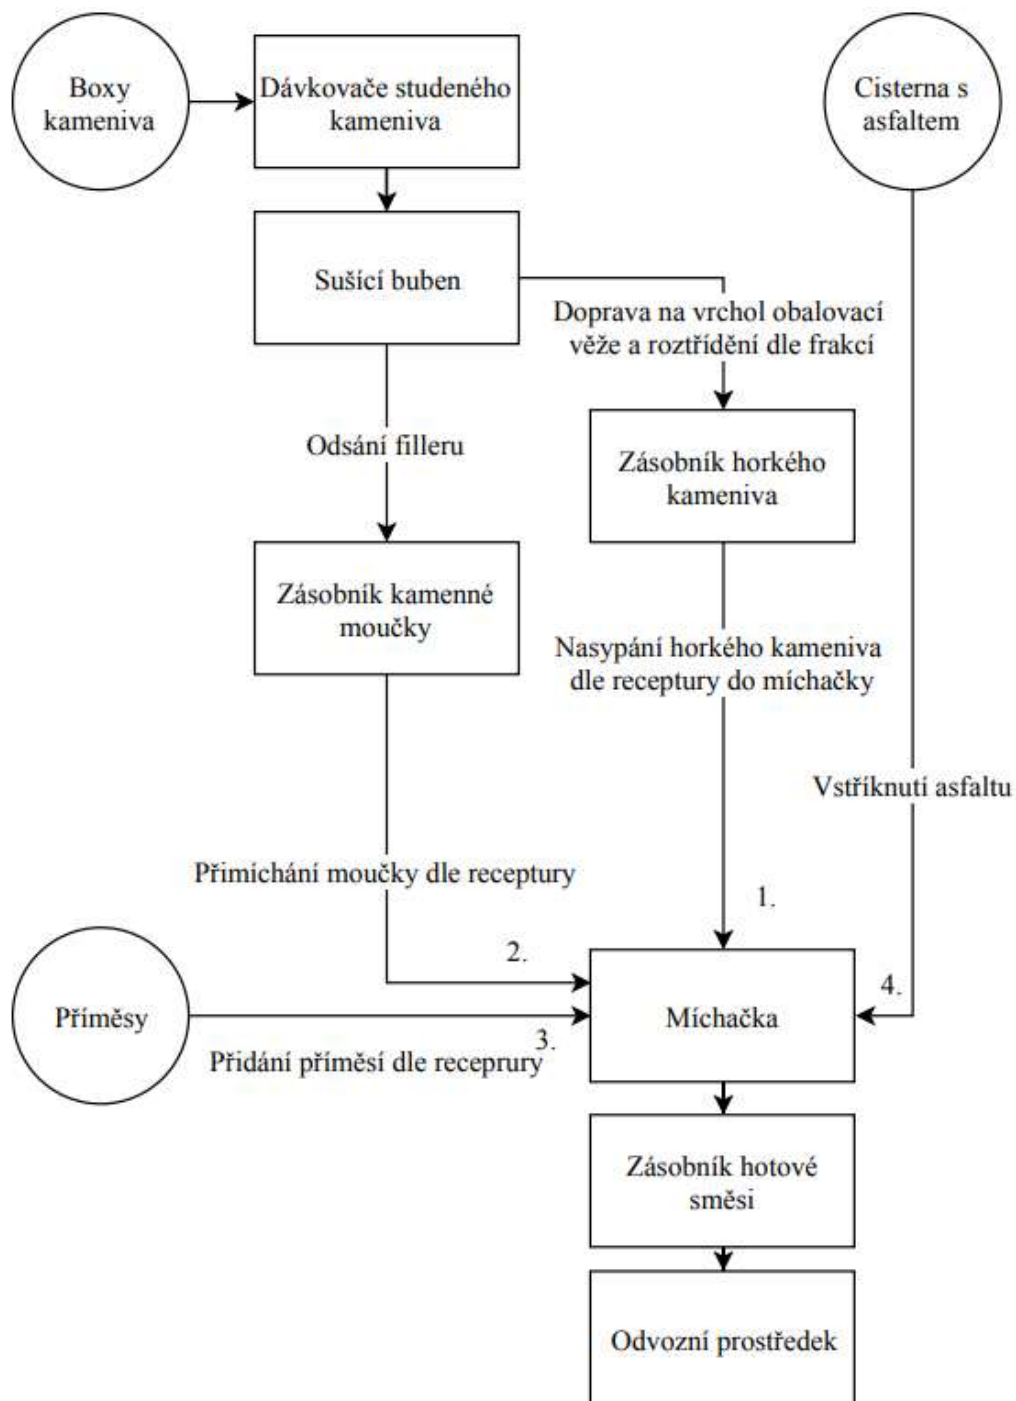 Boxy
kameniva
Dávkovače studeného
kameniva
Cisterna s
asfaltem
Sušící buben
Doprava na vrchol obalovací
věže a roztřídění dle frakcí
Odsání filleru
Zásobník horkého
kameniva
Zásobník kamenné
moučky
Nasypání horkého kameniva
dle receptury do míchačky
Vstříknutí asfaltu
Přimíchání moučky dle receptury
1.
2.
4.
Příměsy
Míchačka
3.
Přidání příměsí dle receprury
Zásobník hotové
směsi
Odvozní prostředek